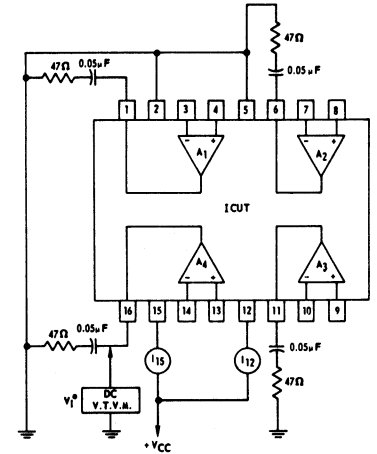 47Ω
0.05µF
47Ω
0.05µF
1 2 3 4 5 6 7 8
- +
A1
- +
A2
ICUT
A4
- +
A3
- +
16 15 14 13 12 11 10 9
47Ω
0.05µF
I15
I12
0.05µF
47Ω
DC
V.T.V.M.
+ VCC